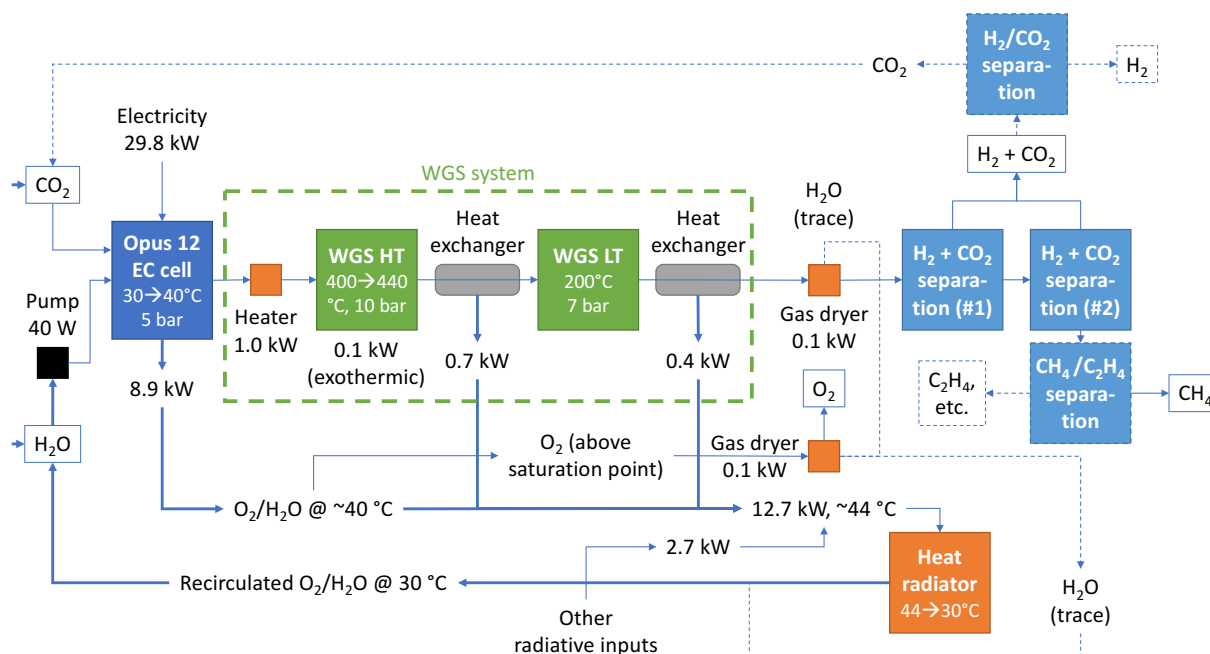 H₂/CO₂
separa-
tion
CO₂
H₂
Electricity
29.8 kW
H₂ + CO₂
WGS system
CO₂
H₂O
(trace)
Opus 12
EC cell
30→40°C
5 bar
Heater
1.0 kW
WGS HT
400→440
°C, 10 bar
0.1 kW
(exothermic)
Heat
exchanger
0.7 kW
WGS LT
200°C
7 bar
Heat
exchanger
0.4 kW
Gas dryer
0.1 kW
H₂ + CO₂
separa-
tion (#1)
H₂ + CO₂
separa-
tion (#2)
Pump
40 W
8.9 kW
CH₄/C₂H₄
separa-
tion
C₂H₄,
etc.
CH₄
O₂
H₂O
O₂ (above
saturation point)
Gas dryer
0.1 kW
O₂/H₂O @ ~40 °C
12.7 kW, ~44 °C
2.7 kW
Heat
radiator
44→30°C
Recirculated O₂/H₂O @ 30 °C
Other
radiative inputs
H₂O
(trace)